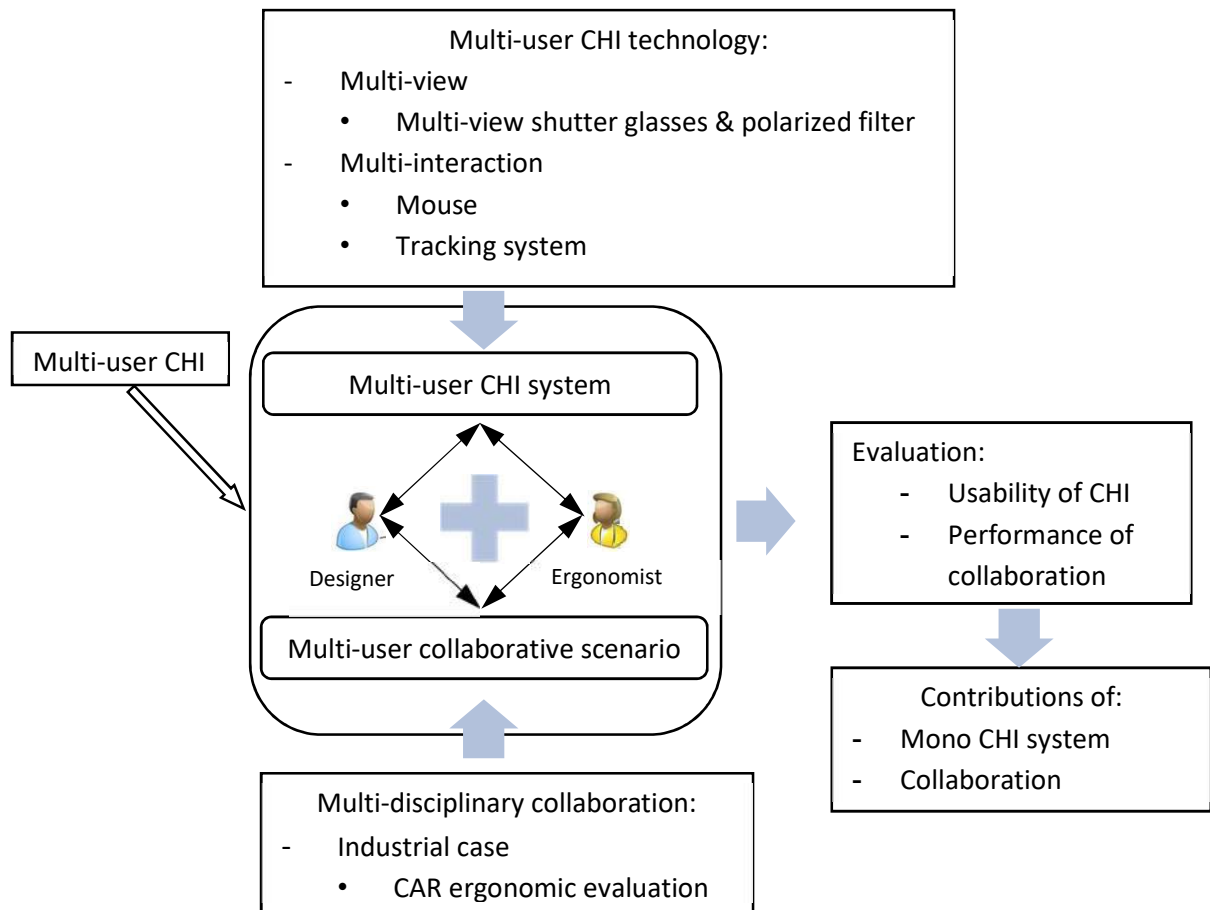 Multi-user CHI technology:
- Multi-view
• Multi-view shutter glasses & polarized filter
- Multi-interaction
• Mouse
• Tracking system
Multi-user CHI
Multi-user CHI system
Designer
Ergonomist
Multi-user collaborative scenario
Evaluation:
- Usability of CHI
- Performance of
collaboration
Contributions of:
- Mono CHI system
- Collaboration
Multi-disciplinary collaboration:
- Industrial case
• CAR ergonomic evaluation